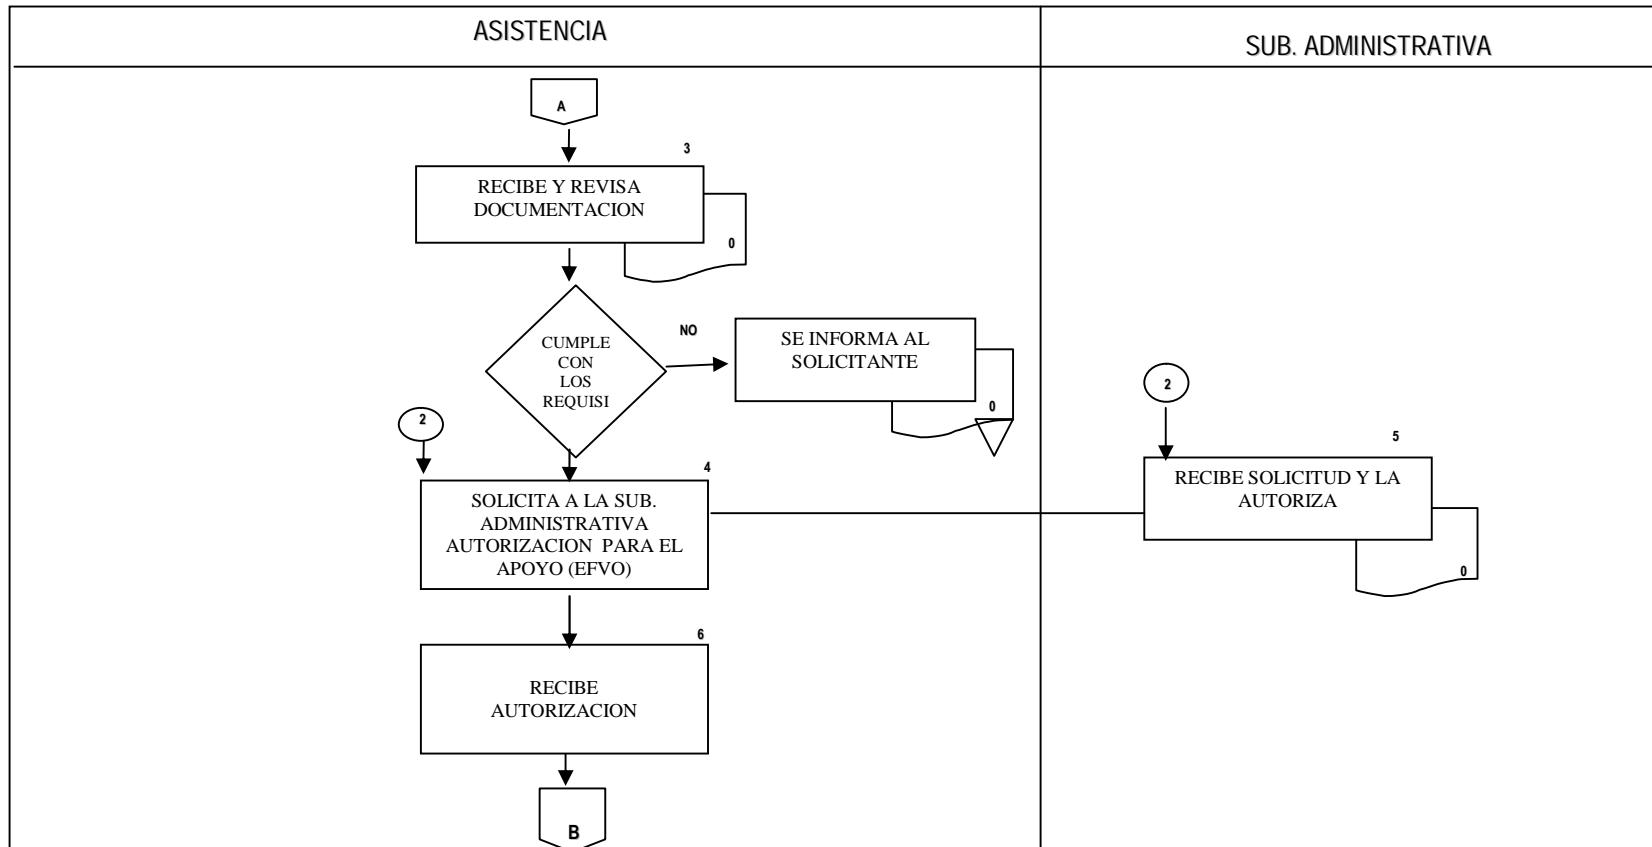 ASISTENCIA
SUB. ADMINISTRATIVA
A
3
RECIBE Y REVISA
DOCUMENTACION
0
CUMPLE
CON
LOS
REQUISI
NO
SE INFORMA AL
SOLICITANTE
0
2
4
SOLICITA A LA SUB.
ADMINISTRATIVA
AUTORIZACION PARA EL
APOYO (EFVO)
2
5
RECIBE SOLICITUD Y LA
AUTORIZA
0
6
RECIBE
AUTORIZACION
B